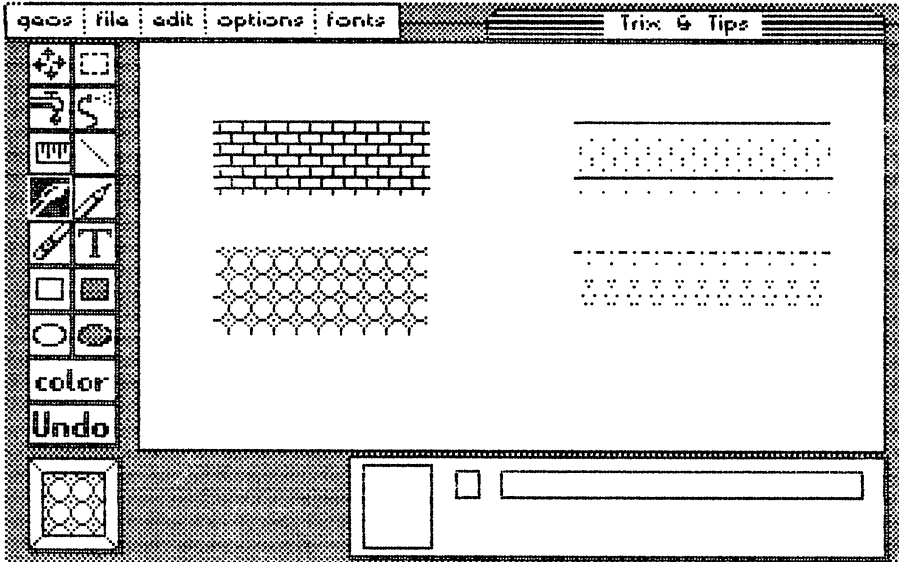 geos file edit options fonts
Trix & Tips
T
color
Undo